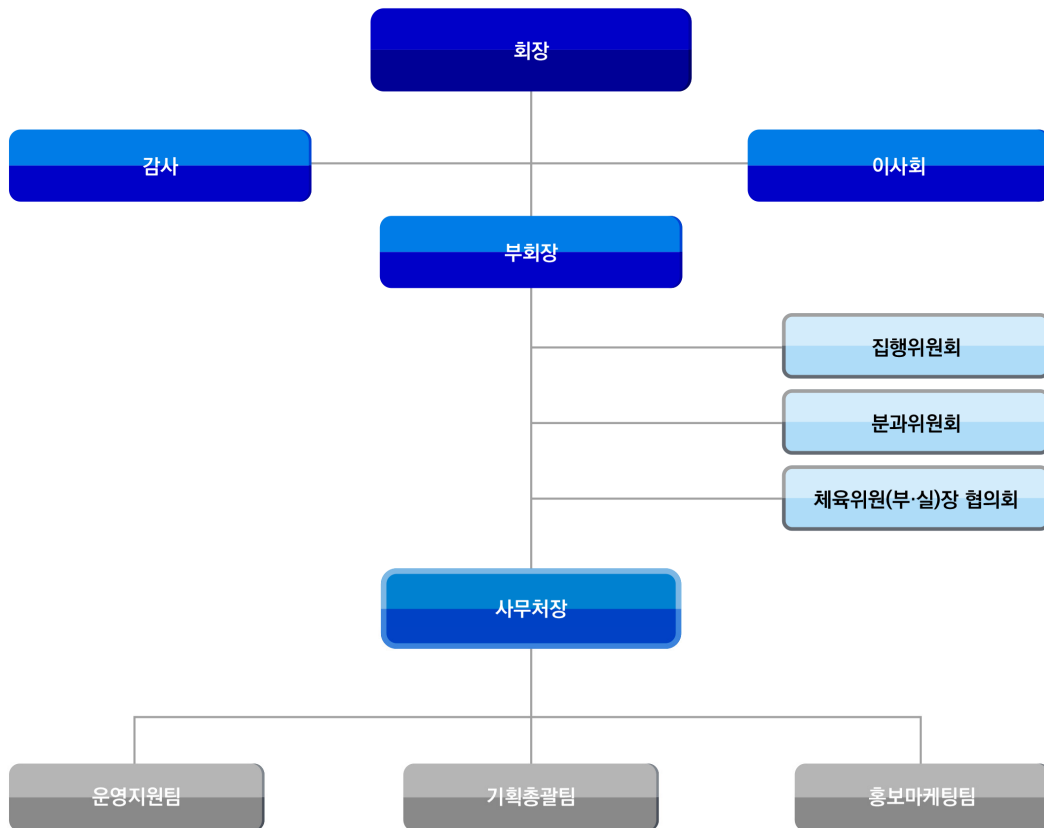 회장
감사
이사회
부회장
집행위원회
분과위원회
체육위원(부·실)장 협의회
사무처장
운영지원팀
기획총괄팀
홍보마케팅팀